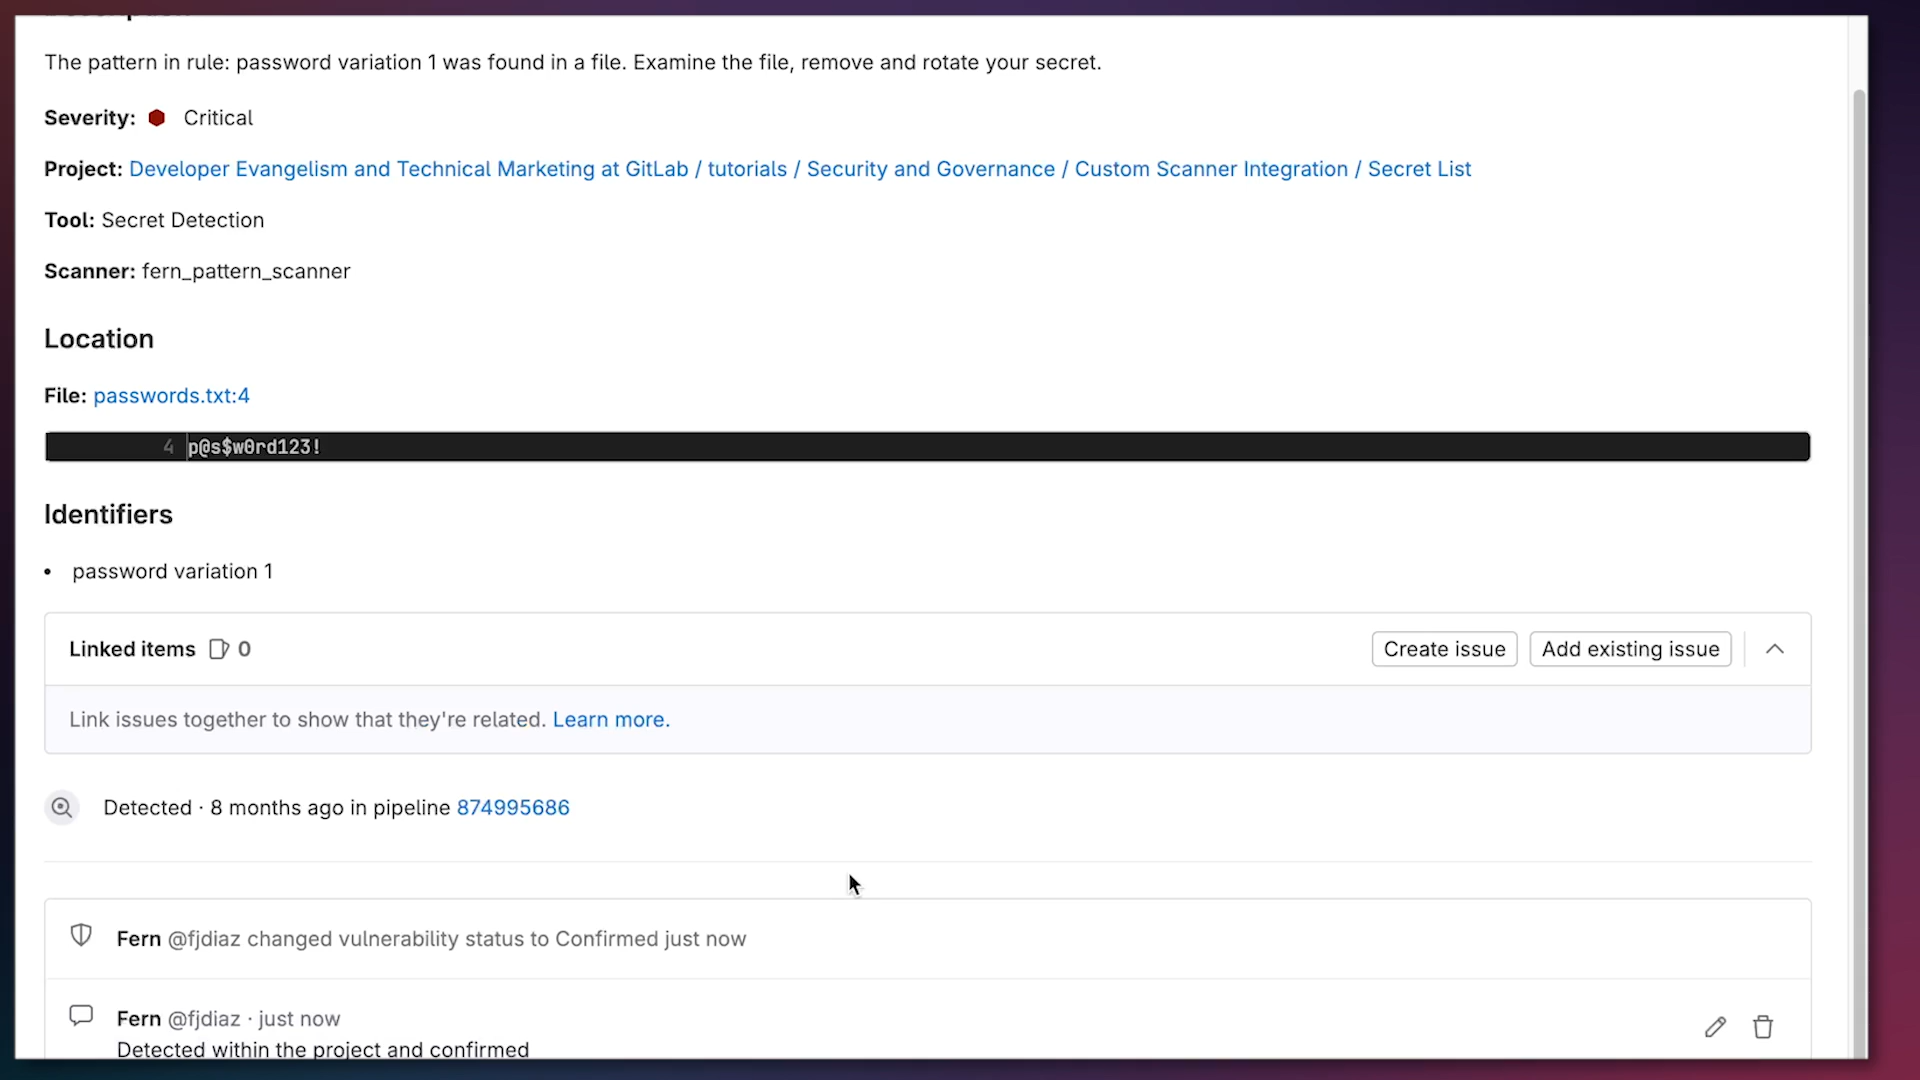 The pattern in rule: password variation 1 was found in a file. Examine the file, remove and rotate your secret.
Severity: Critical
Project: Developer Evangelism and Technical Marketing at GitLab / tutorials / Security and Governance / Custom Scanner Integration / Secret List
Tool: Secret Detection
Scanner: fern_pattern_scanner
Location
File: passwords.txt:4
4 p@s$w0rd123!
Identifiers
• password variation 1
Linked items 0 Create issue Add existing issue
Link issues together to show that they're related. Learn more.
Detected · 8 months ago in pipeline 874995686
Fern @fjdiaz changed vulnerability status to Confirmed just now
Fern @fjdiaz · just now
Detected within the project and confirmed